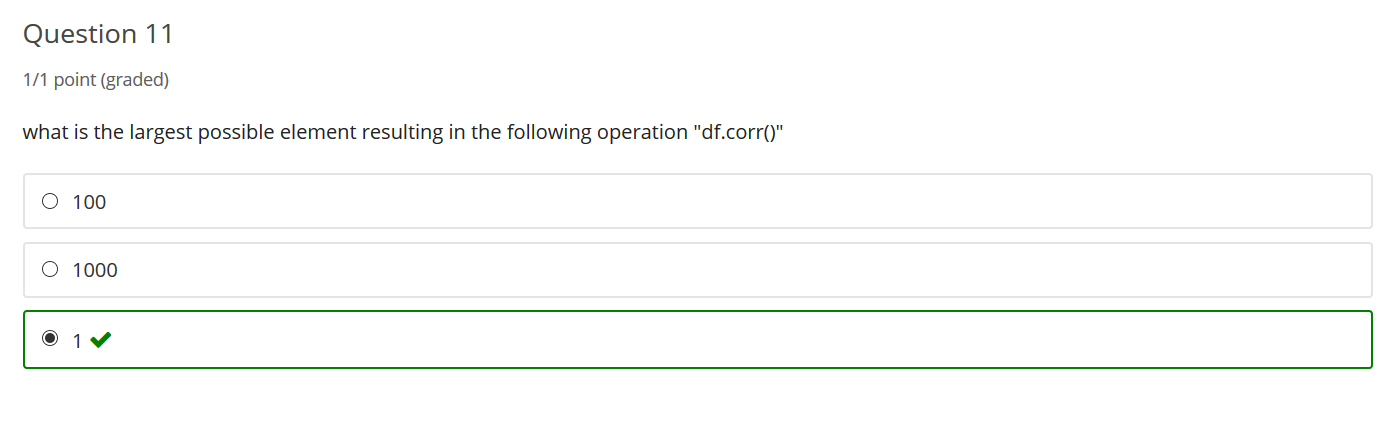 Question 11
1/1 point (graded)
what is the largest possible element resulting in the following operation "df.corr()"
100
1000
1